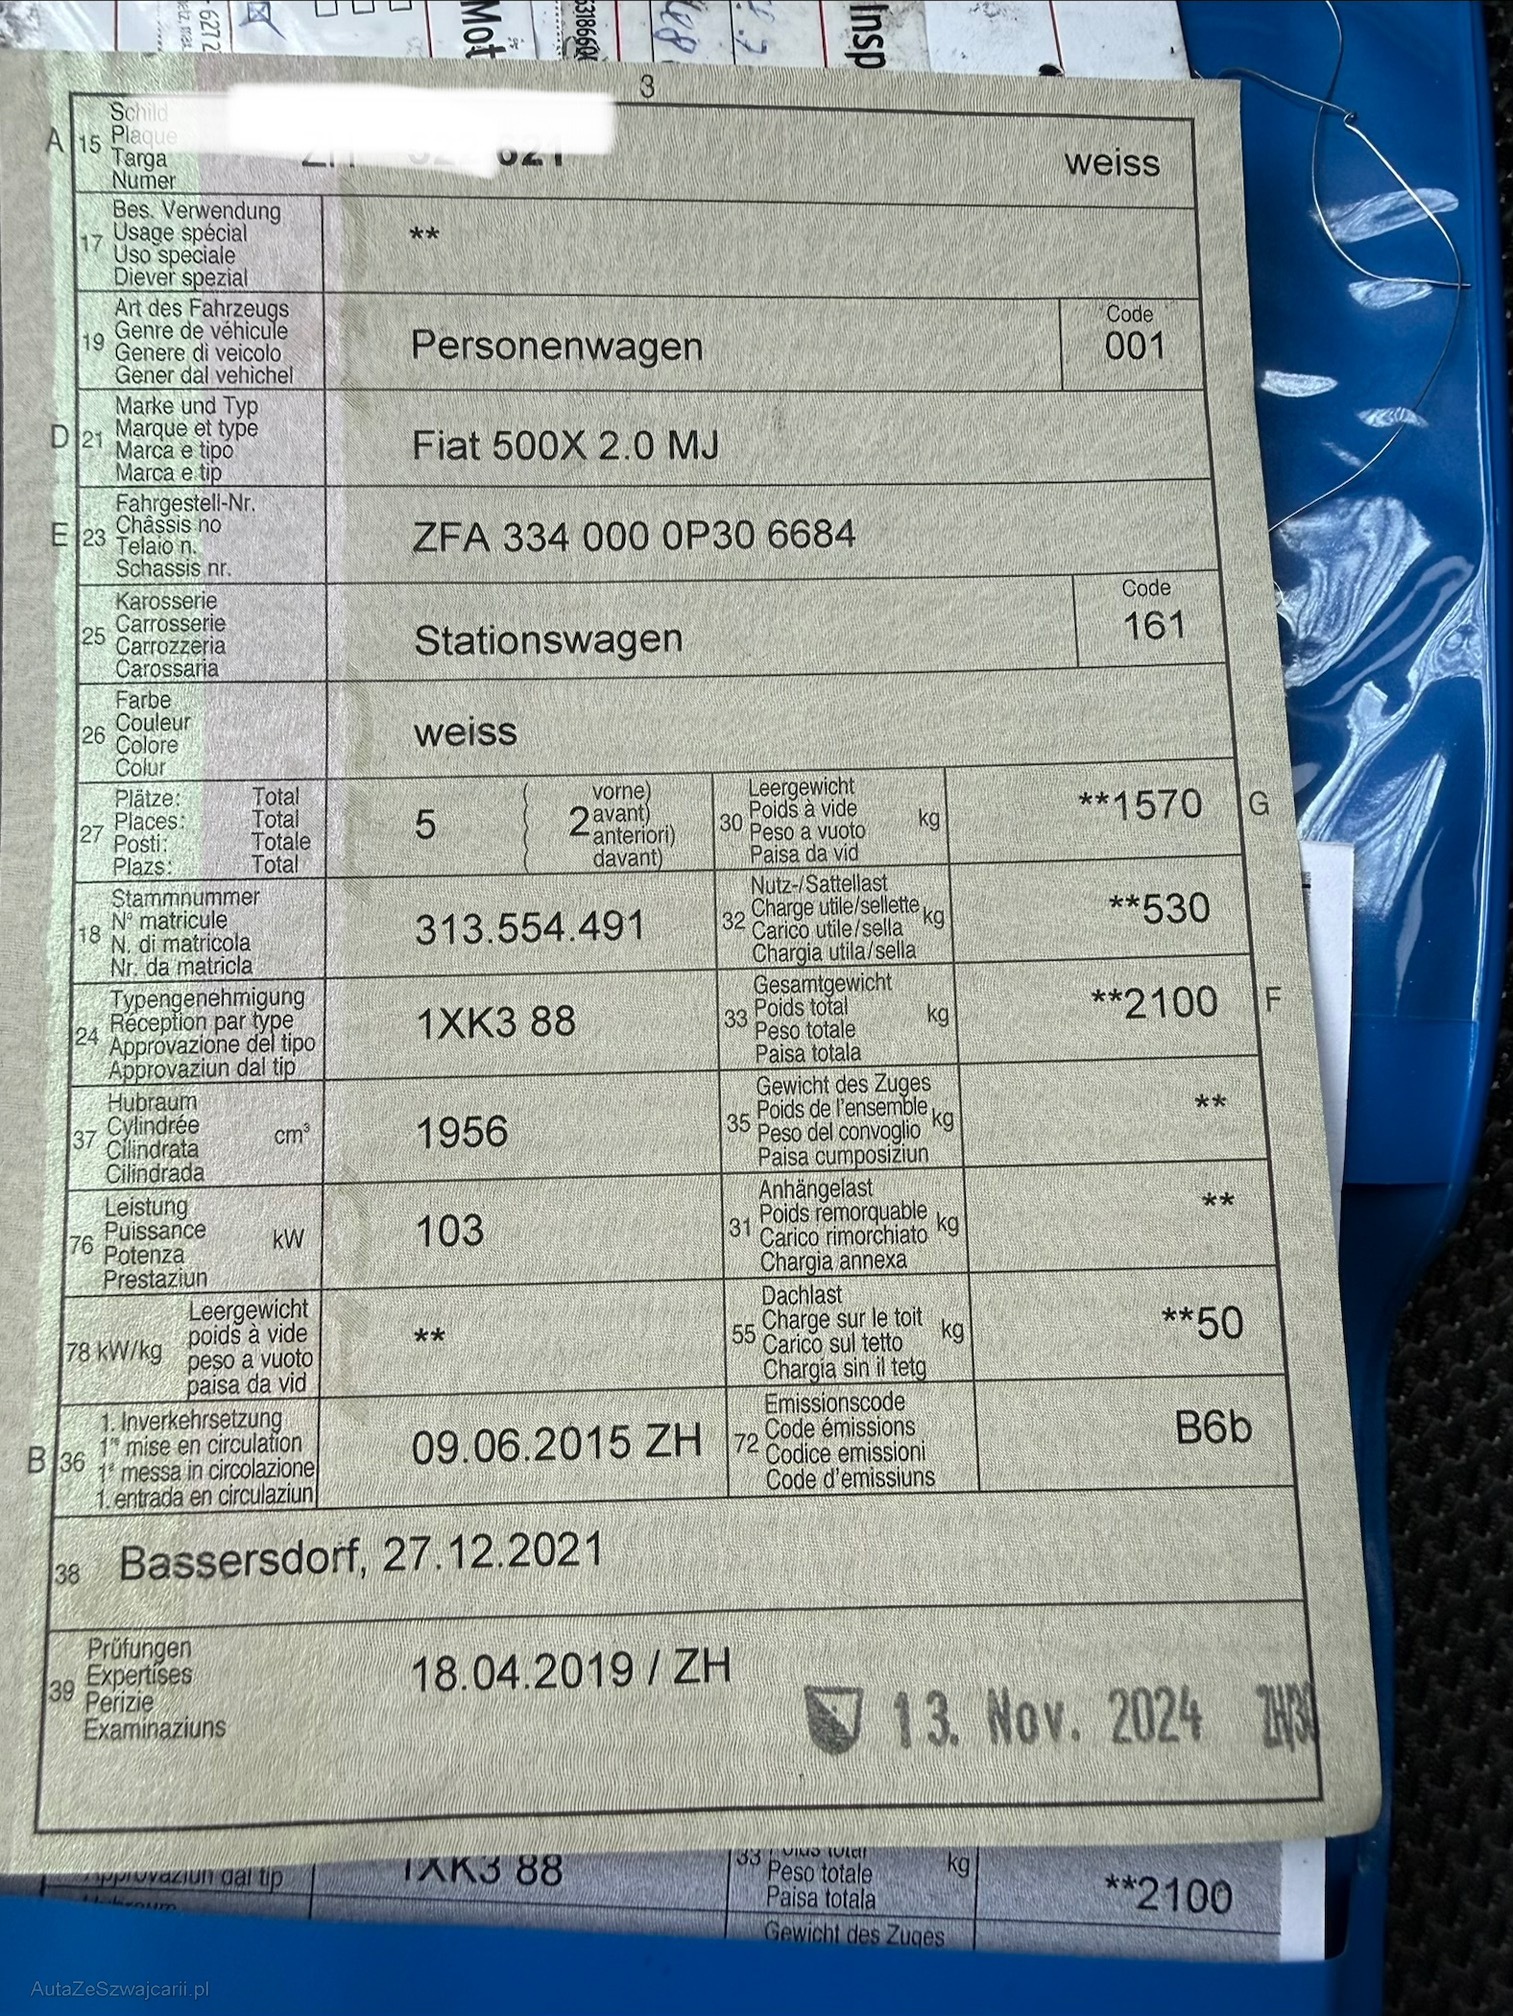 Mot
Insp
3
A
15
Schild
Plaque
Targa
Numer
weiss
17
Bes. Verwendung
Usage spécial
Uso speciale
Diever spezial
**
19
Art des Fahrzeugs
Genre de véhicule
Genere di veicolo
Gener dal vehichel
Personenwagen
Code
001
D
21
Marke und Typ
Marque et type
Marca e tipo
Marca e tip
Fiat 500X 2.0 MJ
E
23
Fahrgestell-Nr.
Châssis no
Telaio n.
Schassis nr.
ZFA 334 000 0P30 6684
25
Karosserie
Carrosserie
Carrozzeria
Carossaria
Stationswagen
Code
161
26
Farbe
Couleur
Colore
Colur
weiss
27
Plätze: Total
Places: Total
Posti: Totale
Plazs: Total
5
2
vorne)
avant)
anteriori)
davant)
30
Leergewicht
Poids à vide
Peso a vuoto
Paisa da vid
kg
**1570
G
18
Stammnummer
N° matricule
N. di matricola
Nr. da matricla
313.554.491
32
Nutz-/Sattellast
Charge utile/sellette
Carico utile/sella
Chargia utila/sella
kg
**530
24
Typengenehmigung
Réception par type
Approvazione del tipo
Approvaziun dal tip
1XK3 88
33
Gesamtgewicht
Poids total
Peso totale
Paisa totala
kg
**2100
F
37
Hubraum
Cylindrée
Cilindrata
Cilindrada
cm³
1956
35
Gewicht des Zuges
Poids de l'ensemble
Peso del convoglio
Paisa cumposiziun
kg
**
76
Leistung
Puissance
Potenza
Prestaziun
kW
103
31
Anhängelast
Poids remorquable
Carico rimorchiato
Chargia annexa
kg
**
78 kW/kg
Leergewicht
poids à vide
peso a vuoto
paisa da vid
**
55
Dachlast
Charge sur le toit
Carico sul tetto
Chargia sin il tetg
kg
**50
B
36
1. Inverkehrsetzung
1re mise en circulation
1a messa in circolazione
1. entrada en circulaziun
09.06.2015 ZH
72
Emissionscode
Code émissions
Codice emissioni
Code d'emissiuns
B6b
38
Bassersdorf, 27.12.2021
39
Prüfungen
Expertises
Perizie
Examinaziuns
18.04.2019 / ZH
13. Nov. 2024
Approvaziun dal tip
1XK3 88
33
Peso totale
Paisa totala
kg
**2100
Gewicht des Zuges
AutaZeSzwajcarii.pl